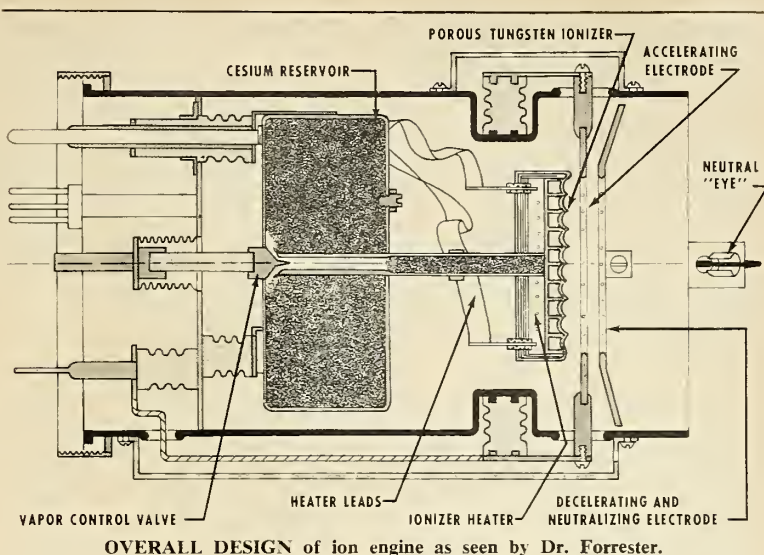 POROUS TUNGSTEN IONIZER
ACCELERATING
ELECTRODE
CESIUM RESERVOIR
NEUTRAL
"EYE"
VAPOR CONTROL VALVE
HEATER LEADS
IONIZER HEATER
DECELERATING AND
NEUTRALIZING ELECTRODE
OVERALL DESIGN of ion engine as seen by Dr. Forrester.